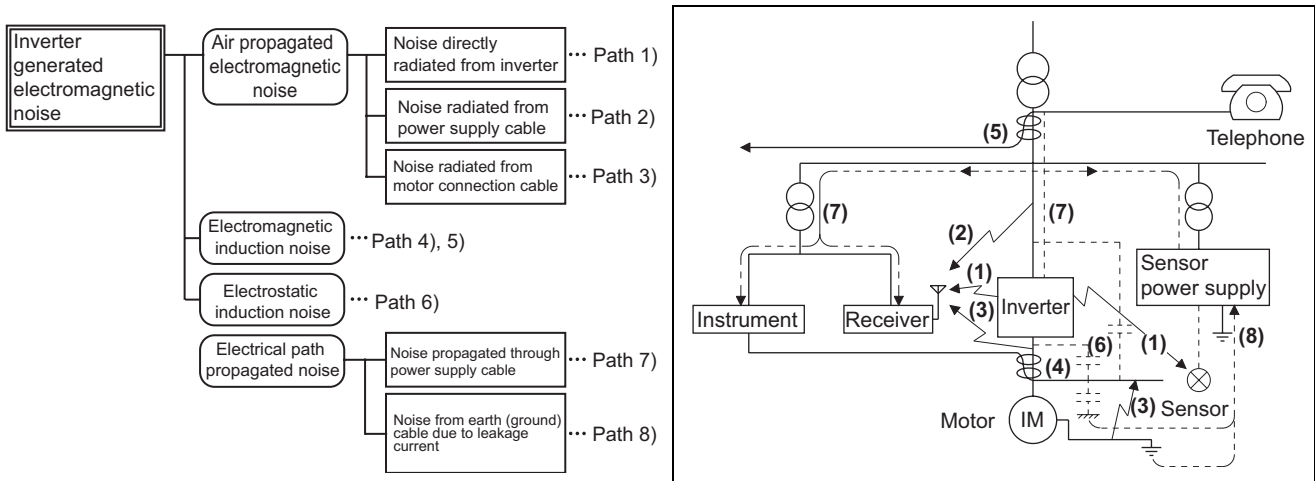 Inverter
generated
electromagnetic
noise
Air propagated
electromagnetic
noise
Noise directly
radiated from inverter
••• Path 1)
Noise radiated from
power supply cable
••• Path 2)
Noise radiated from
motor connection cable
••• Path 3)
Electromagnetic
induction noise
•••Path 4), 5)
Electrostatic
induction noise
••• Path 6)
Electrical path
propagated noise
Noise propagated through
power supply cable
••• Path 7)
Noise from earth (ground)
cable due to leakage
current
••• Path 8)
(5)
Telephone
(7)
(7)
(2)
(1)
Sensor
power supply
Instrument
Receiver
Inverter
(3)
(6)
(1)
(8)
(4)
(3)
Sensor
Motor
IM